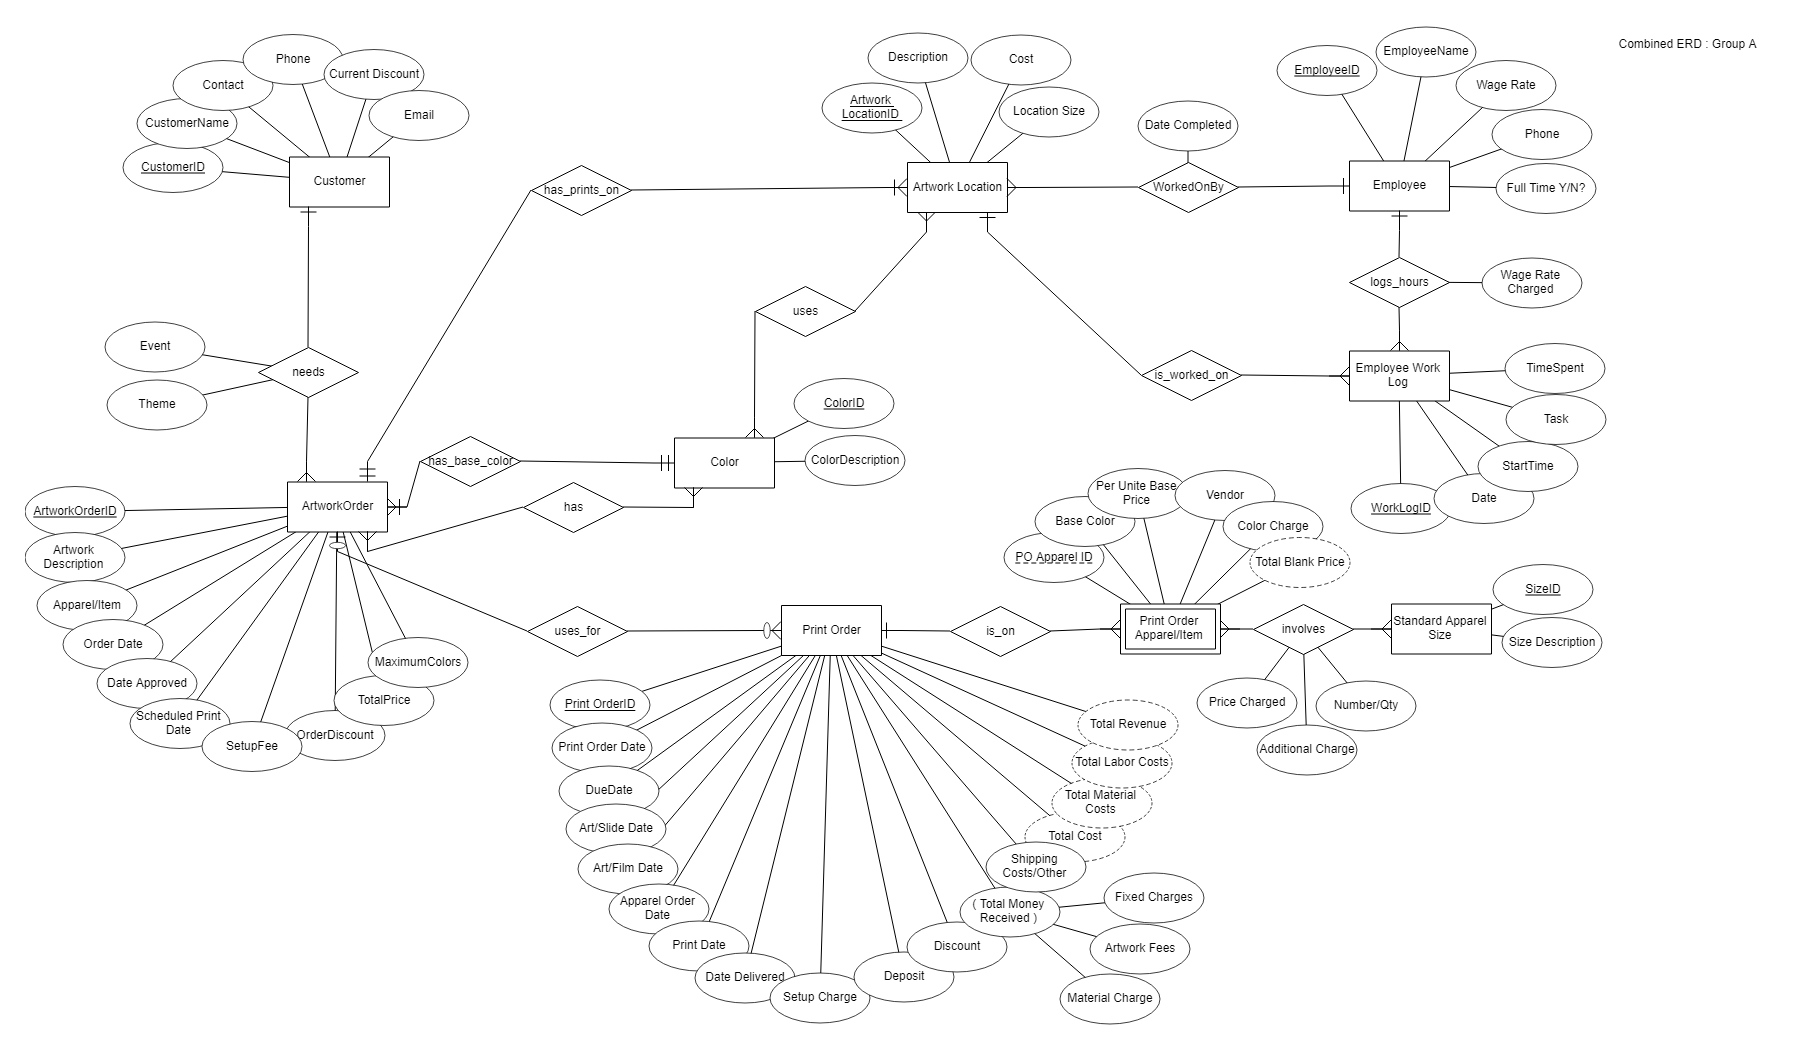 Combined ERD : Group A
Phone
Current Discount
Contact
Email
CustomerName
CustomerID
Customer
Description
Cost
Artwork
LocationID
Location Size
Artwork Location
Date Completed
WorkedOnBy
EmployeeID
EmployeeName
Wage Rate
Phone
Full Time Y/N?
Employee
has_prints_on
logs_hours
Wage Rate
Charged
uses
Event
Theme
needs
is_worked_on
Employee Work
Log
TimeSpent
Task
StartTime
Date
WorkLogID
ColorID
ColorDescription
Color
has_base_color
has
ArtworkOrder
ArtworkOrderID
Artwork
Description
Apparel/Item
Order Date
Date Approved
Scheduled Print
Date
SetupFee
OrderDiscount
TotalPrice
MaximumColors
uses_for
Print Order
is_on
PO Apparel ID
Base Color
Per Unite Base
Price
Vendor
Color Charge
Total Blank Price
Print Order
Apparel/Item
involves
Standard Apparel
Size
SizeID
Size Description
Price Charged
Additional Charge
Number/Qty
Print OrderID
Print Order Date
DueDate
Art/Slide Date
Art/Film Date
Apparel Order
Date
Print Date
Date Delivered
Setup Charge
Deposit
Discount
( Total Money
Received )
Shipping
Costs/Other
Total Cost
Total Material
Costs
Total Labor Costs
Total Revenue
Fixed Charges
Artwork Fees
Material Charge